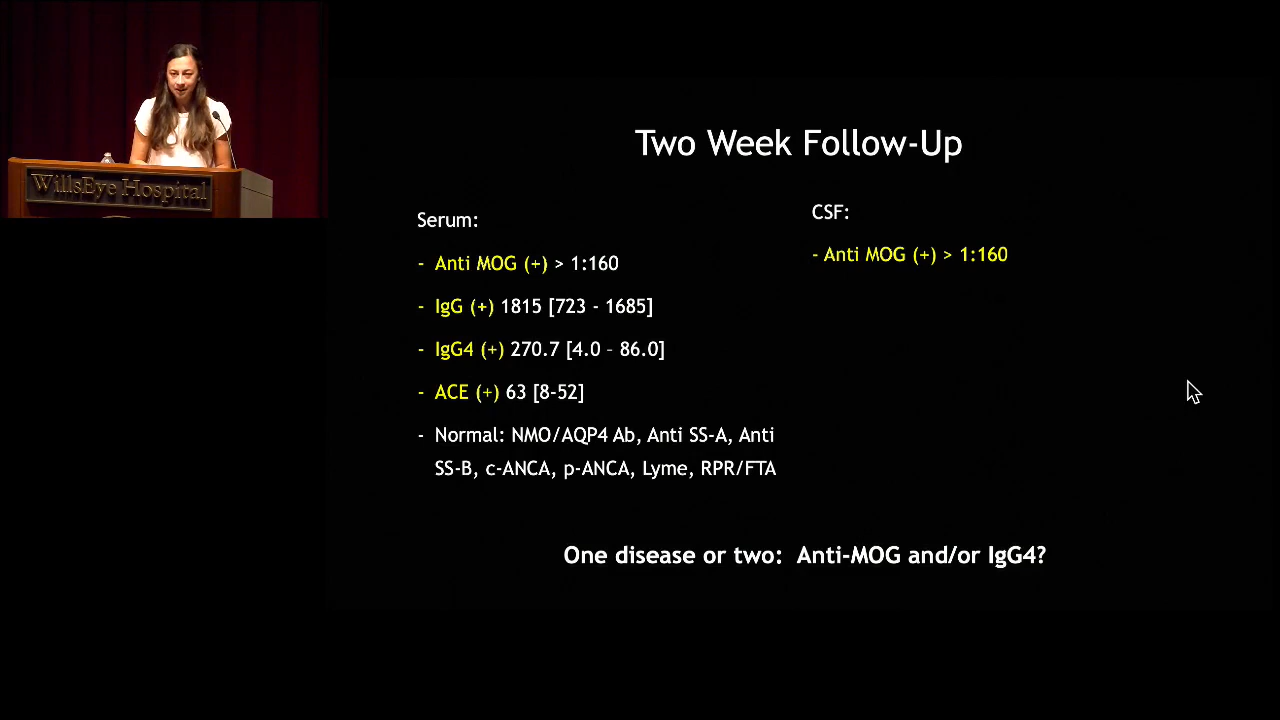 WillsEye Hospital
Two Week Follow-Up
Serum:
- Anti MOG (+) > 1:160
- IgG (+) 1815 [723 - 1685]
- IgG4 (+) 270.7 [4.0 – 86.0]
- ACE (+) 63 [8-52]
- Normal: NMO/AQP4 Ab, Anti SS-A, Anti
SS-B, c-ANCA, p-ANCA, Lyme, RPR/FTA
CSF:
- Anti MOG (+) > 1:160
One disease or two: Anti-MOG and/or IgG4?